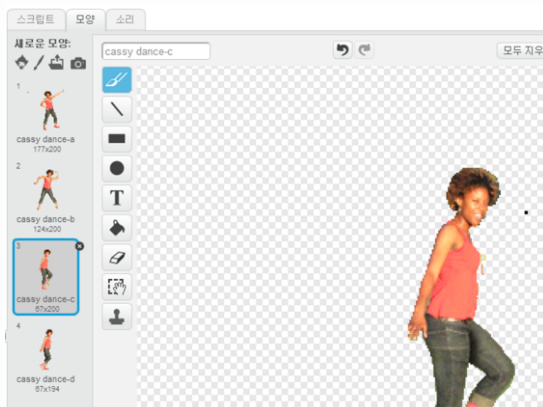 스크립트 모양 소리
새로운 모양:
cassy dance-c
모두 지우
1
cassy dance-a
177x200
2
cassy dance-b
124x200
3
cassy dance-c
67x200
4
cassy dance-d
67x194
T